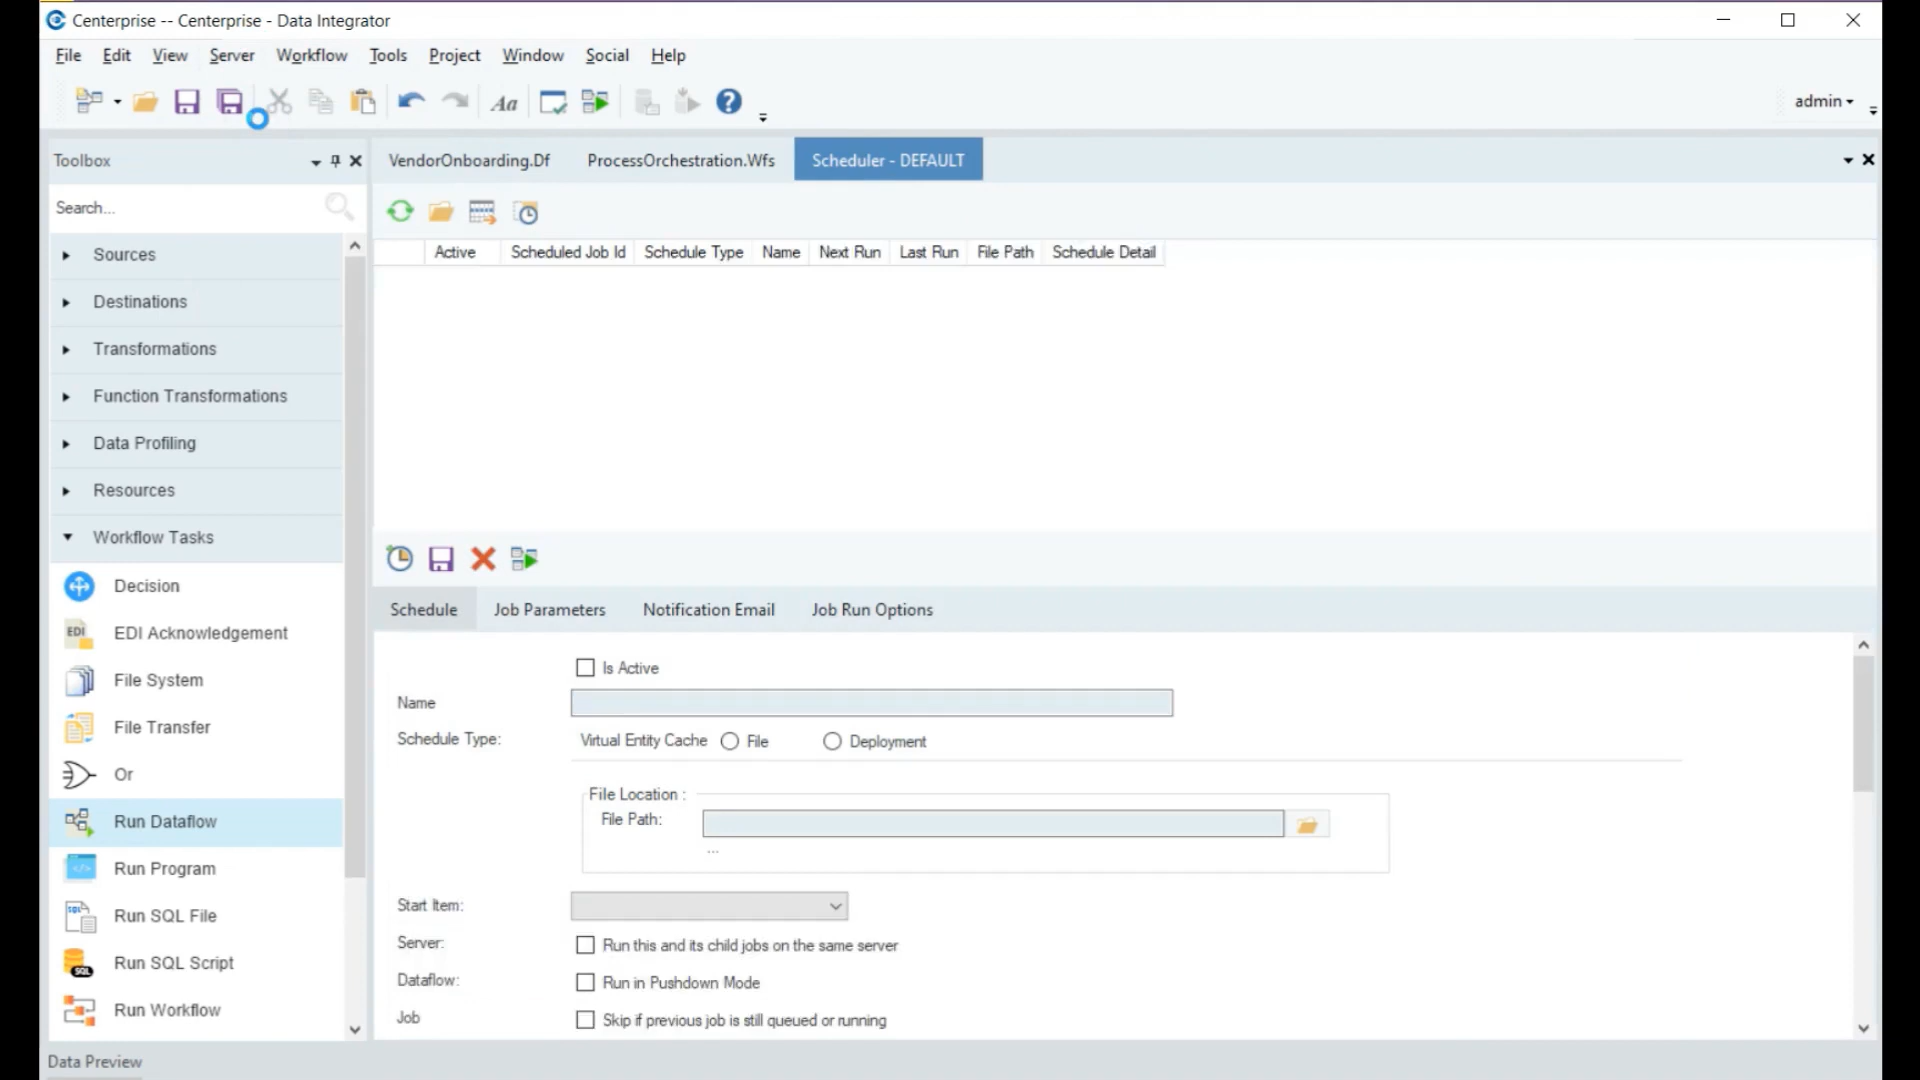 Centerprise -- Centerprise - Data Integrator
File Edit View Server Workflow Tools Project Window Social Help
Aa ? admin
Toolbox
VendorOnboarding.Df ProcessOrchestration.Wfs Scheduler - DEFAULT
Search...
Active Scheduled Job Id Schedule Type Name Next Run Last Run File Path Schedule Detail
Sources
Destinations
Transformations
Function Transformations
Data Profiling
Resources
Workflow Tasks
Decision
EDI EDI Acknowledgement
File System
File Transfer
Or
Run Dataflow
Run Program
SQL Run SQL File
SQL Run SQL Script
Run Workflow
Schedule Job Parameters Notification Email Job Run Options
Is Active
Name
Schedule Type: Virtual Entity Cache File Deployment
File Location :
File Path:
...
Start Item:
Server: Run this and its child jobs on the same server
Dataflow: Run in Pushdown Mode
Job Skip if previous job is still queued or running
Data Preview